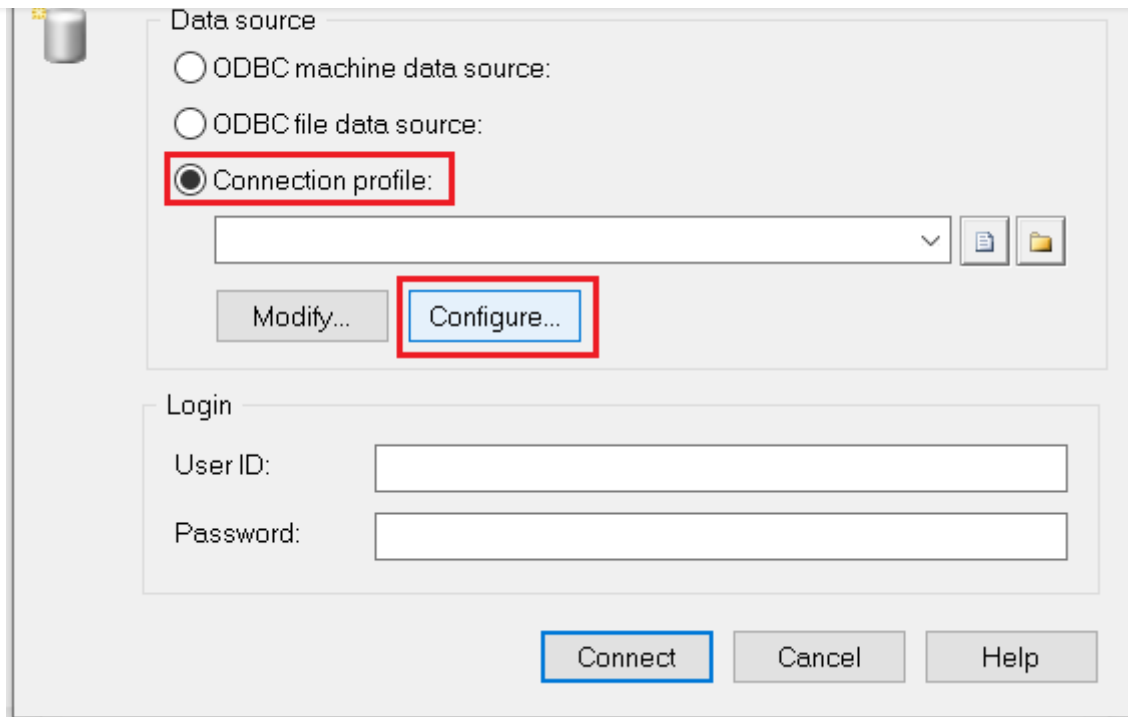 Data source
ODBC machine data source:
ODBC file data source:
Connection profile:
Modify...
Configure...
Login
User ID:
Password:
Connect
Cancel
Help